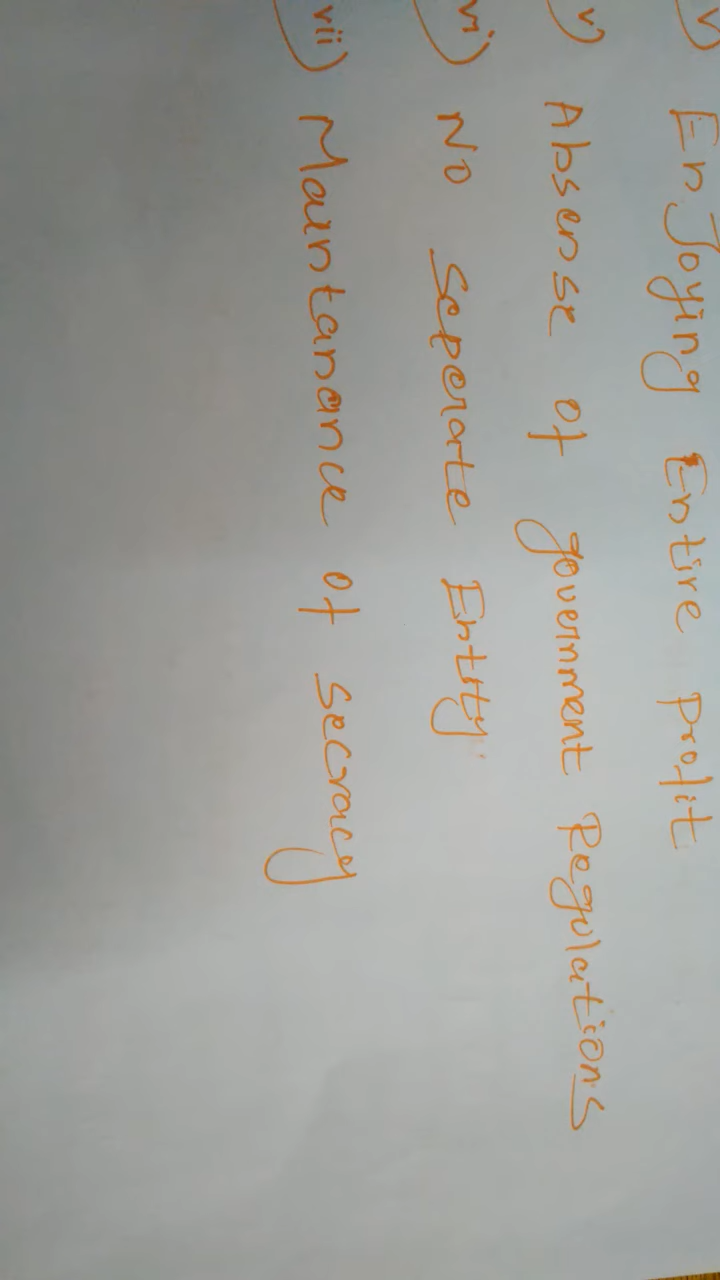 v) EnJoying Entire profit
v) Absense of government Regulations
vi) No seperate Entity
vii) Maintanance of secracy